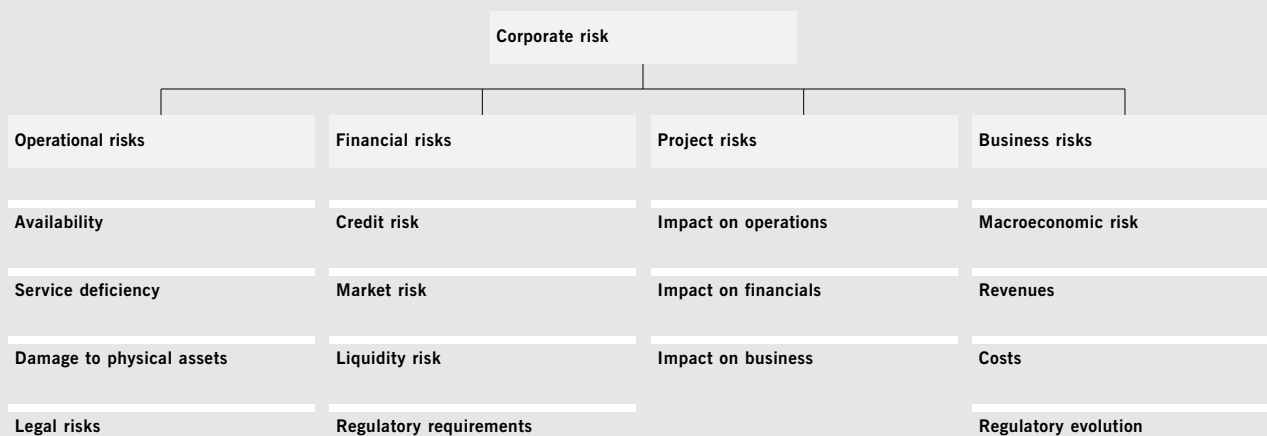 Corporate risk
Operational risks
Financial risks
Project risks
Business risks
Availability
Credit risk
Impact on operations
Macroeconomic risk
Service deficiency
Market risk
Impact on financials
Revenues
Damage to physical assets
Liquidity risk
Impact on business
Costs
Legal risks
Regulatory requirements
Regulatory evolution